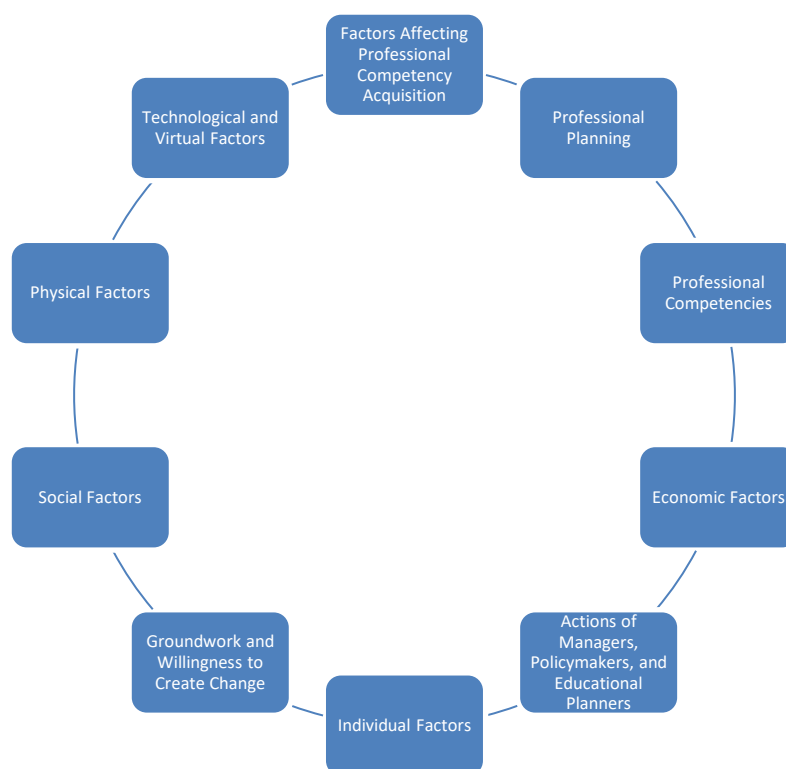 Factors Affecting
Professional
Competency
Acquisition
Professional
Planning
Professional
Competencies
Economic Factors
Actions of
Managers,
Policymakers, and
Educational
Planners
Individual Factors
Groundwork and
Willingness to
Create Change
Social Factors
Physical Factors
Technological and
Virtual Factors